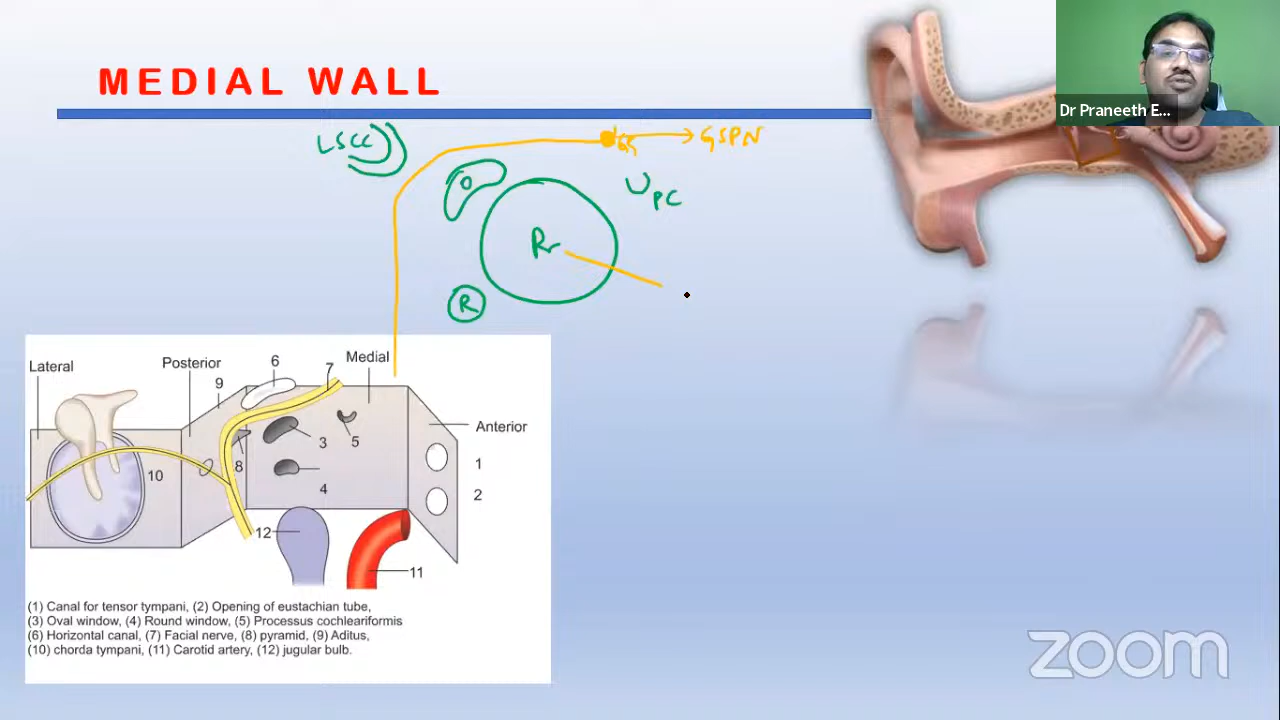 MEDIAL WALL
Dr Praneeth E...
LSCC
GG
GSPN
O
PC
Pr
R
Lateral
Posterior
Medial
Anterior
6
7
9
3
5
8
10
4
1
2
12
11
(1) Canal for tensor tympani, (2) Opening of eustachian tube,
(3) Oval window, (4) Round window, (5) Processus cochleariformis
(6) Horizontal canal, (7) Facial nerve, (8) pyramid, (9) Aditus,
(10) chorda tympani, (11) Carotid artery, (12) jugular bulb.
zoom